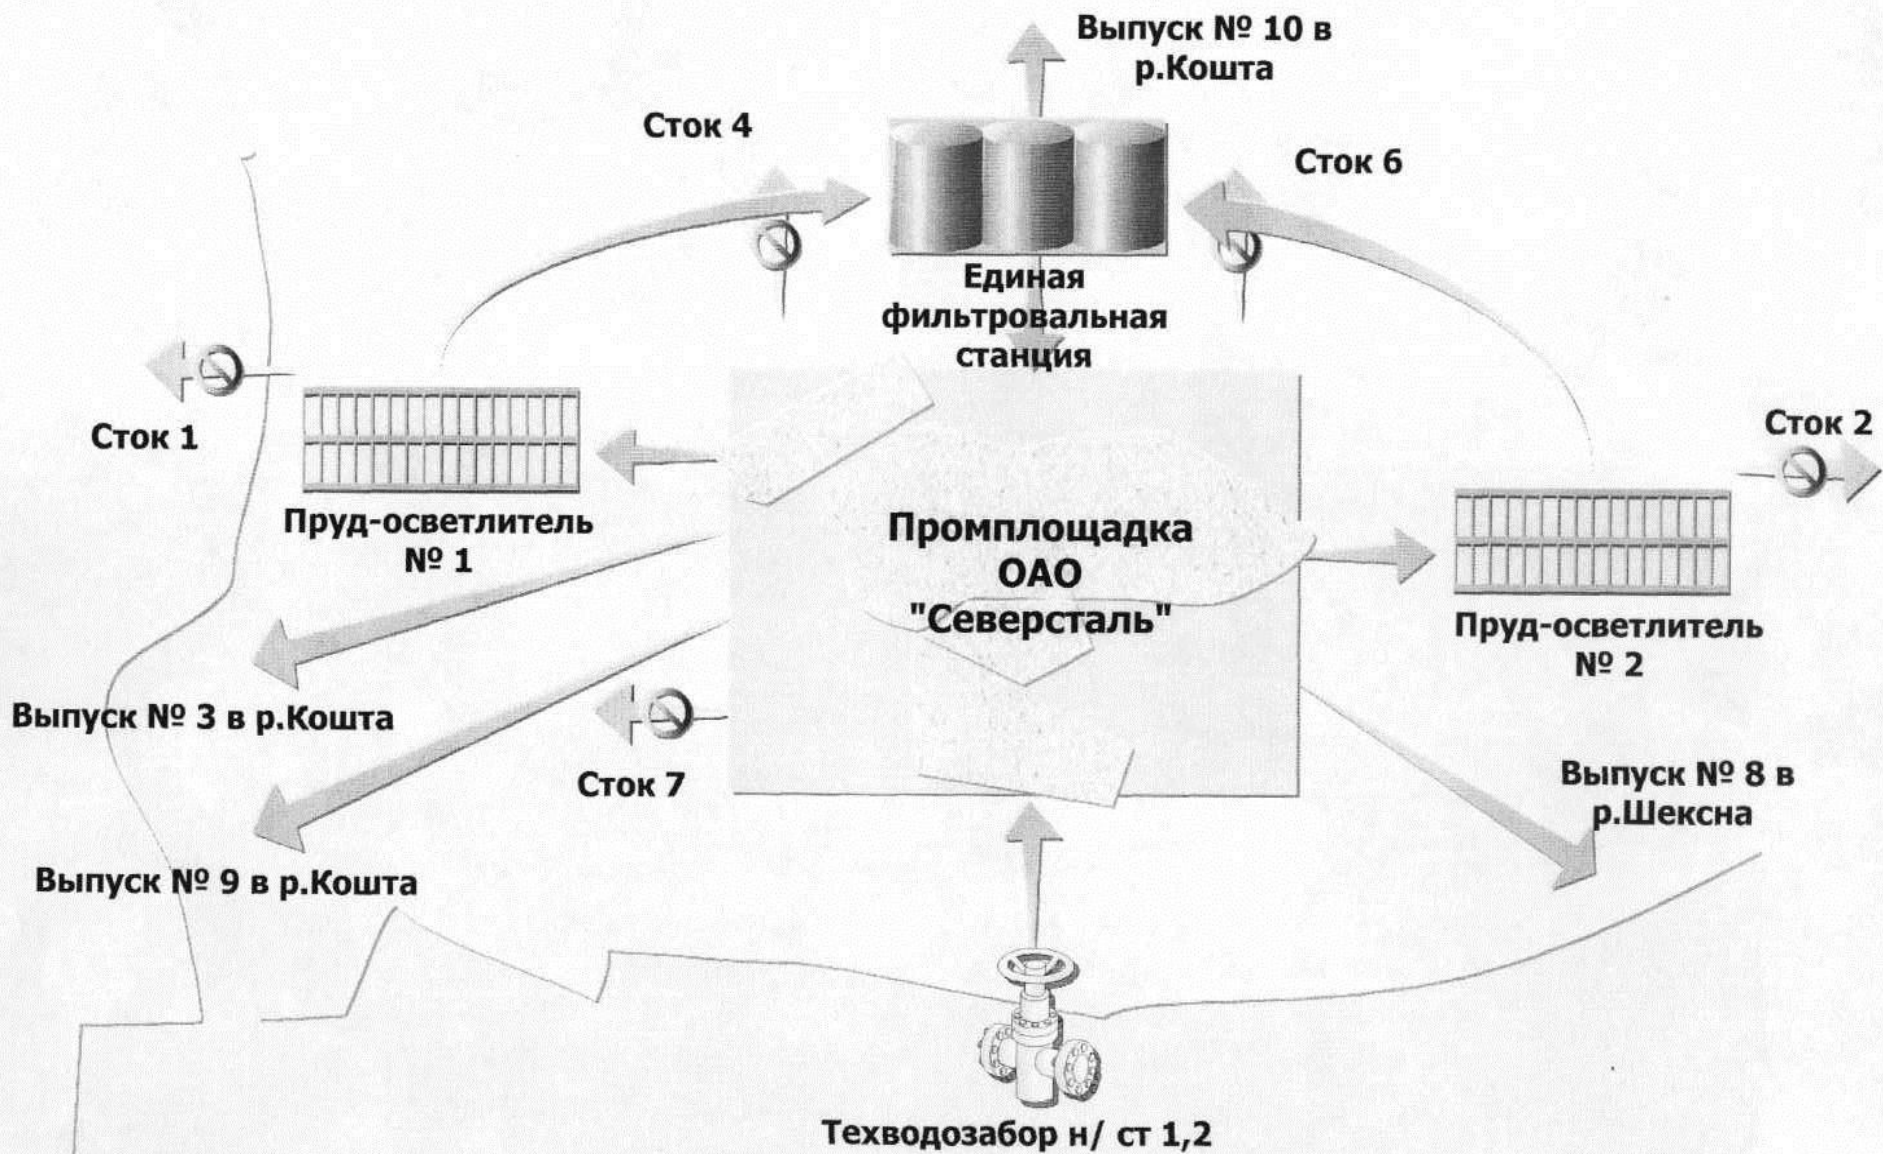 Выпуск № 10 в
р.Кошта
Сток 4
Сток 6
Единая
фильтровальная
станция
Сток 1
Сток 2
Пруд-осветлитель
№ 1
Промплощадка
ОАО
"Северсталь"
Пруд-осветлитель
№ 2
Выпуск № 3 в р.Кошта
Сток 7
Выпуск № 8 в
р.Шексна
Выпуск № 9 в р.Кошта
Техводозабор н/ ст 1,2